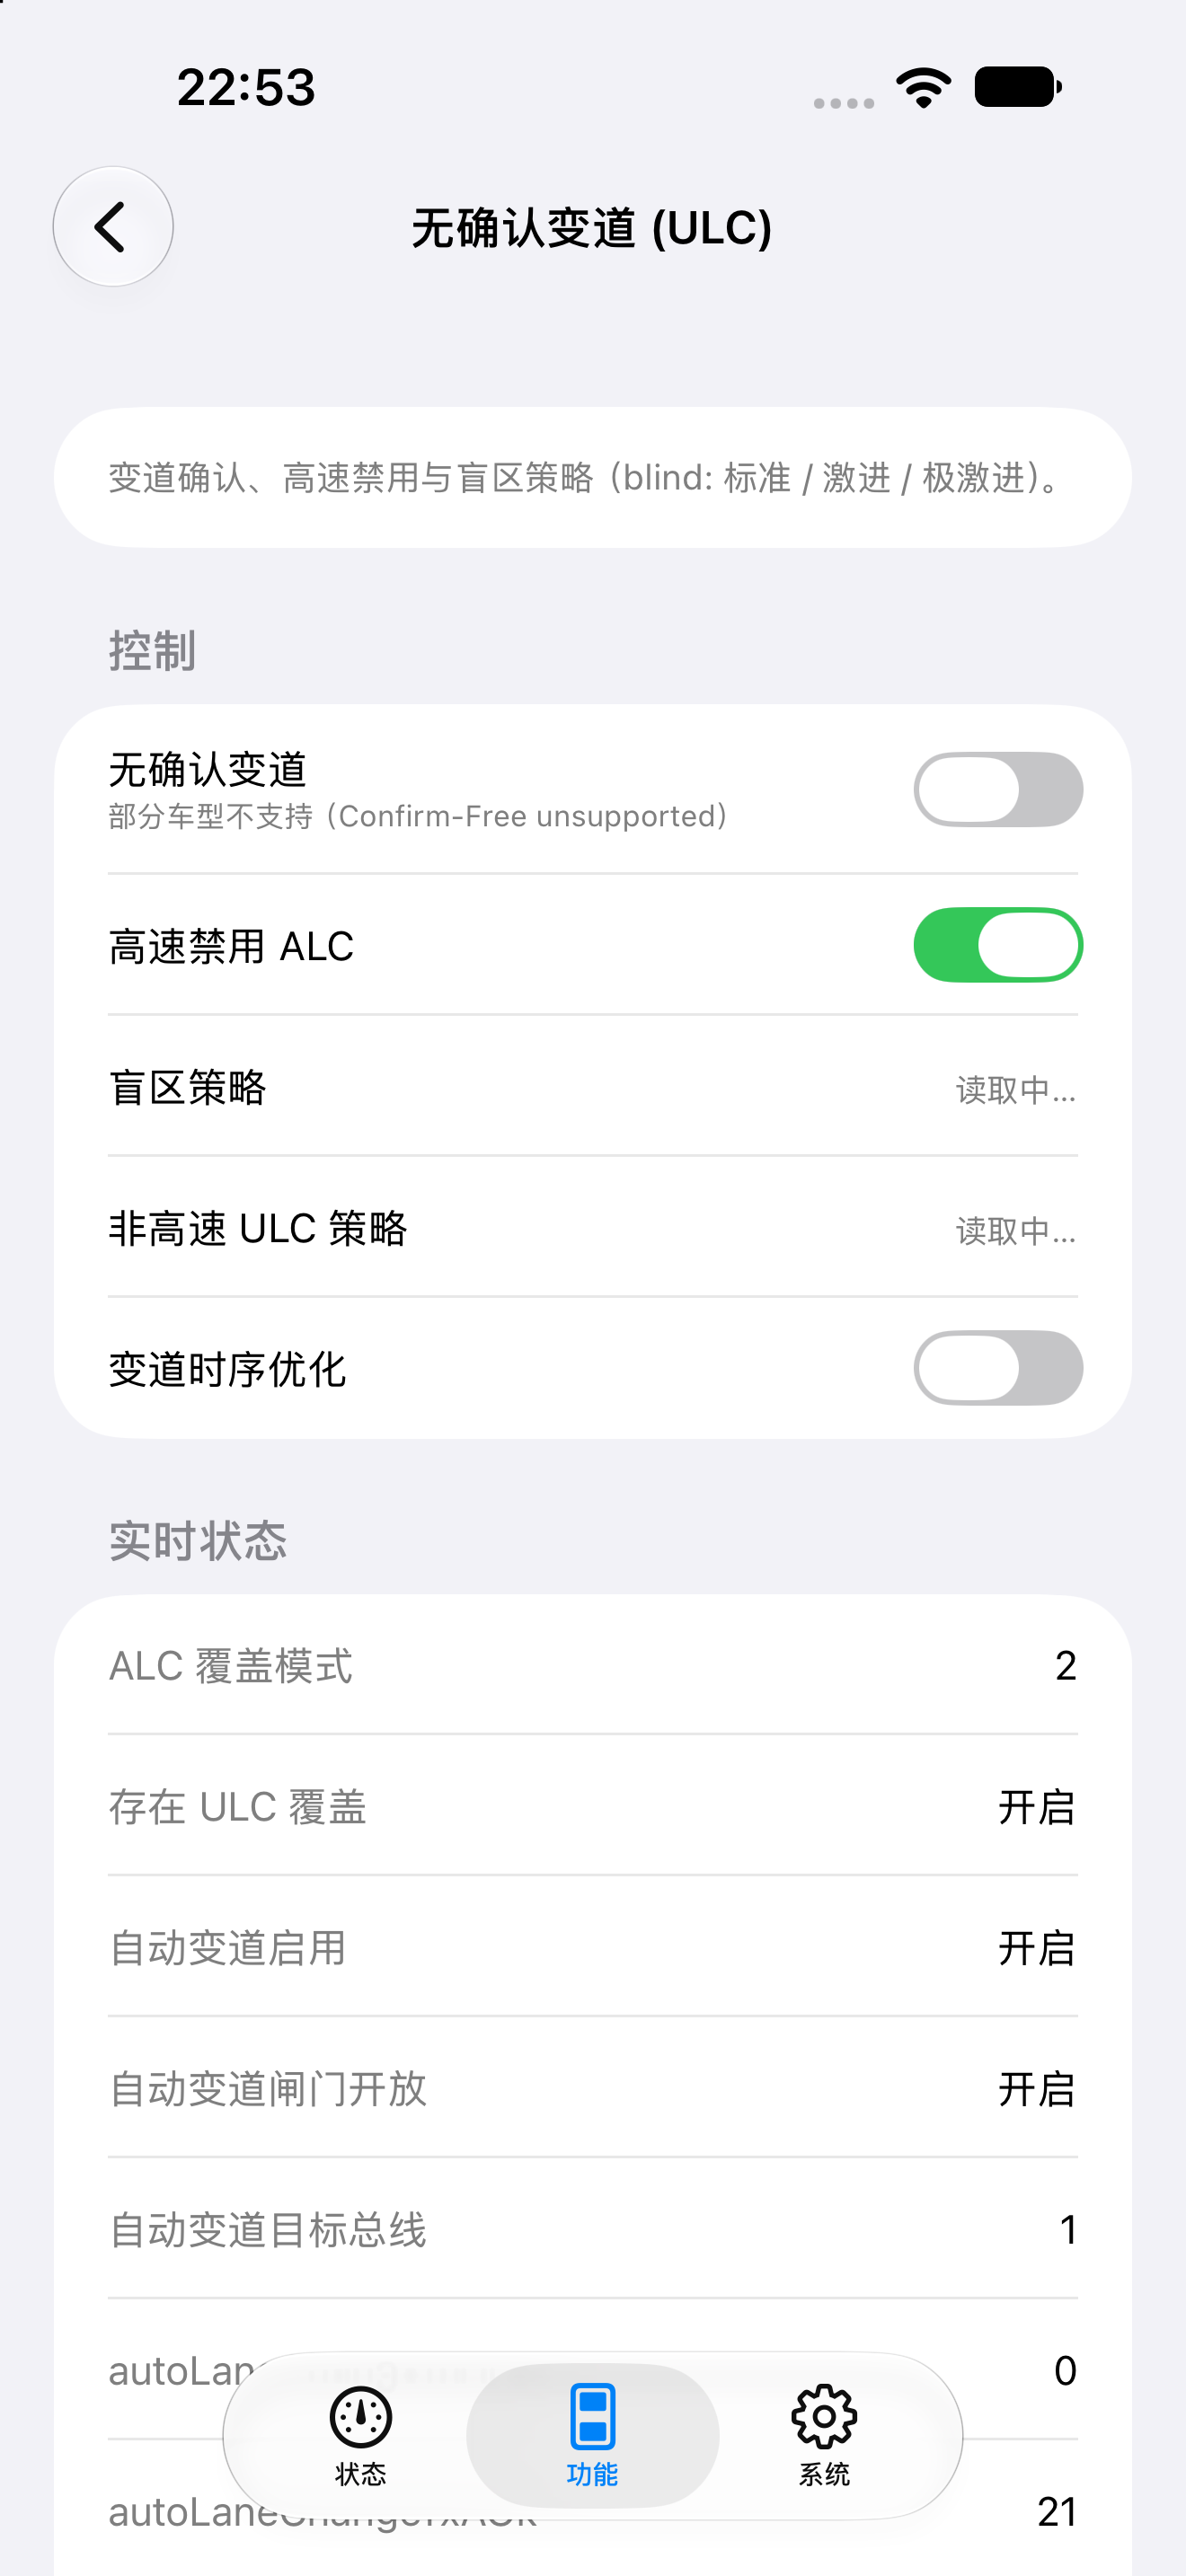 22:53
无确认变道 (ULC)
变道确认、高速禁用与盲区策略（blind: 标准 / 激进 / 极激进）。
控制
无确认变道
部分车型不支持（Confirm-Free unsupported）
高速禁用 ALC
盲区策略 读取中...
非高速 ULC 策略 读取中...
变道时序优化
实时状态
ALC 覆盖模式 2
存在 ULC 覆盖 开启
自动变道启用 开启
自动变道闸门开放 开启
自动变道目标总线 1
0
21
状态 功能 系统